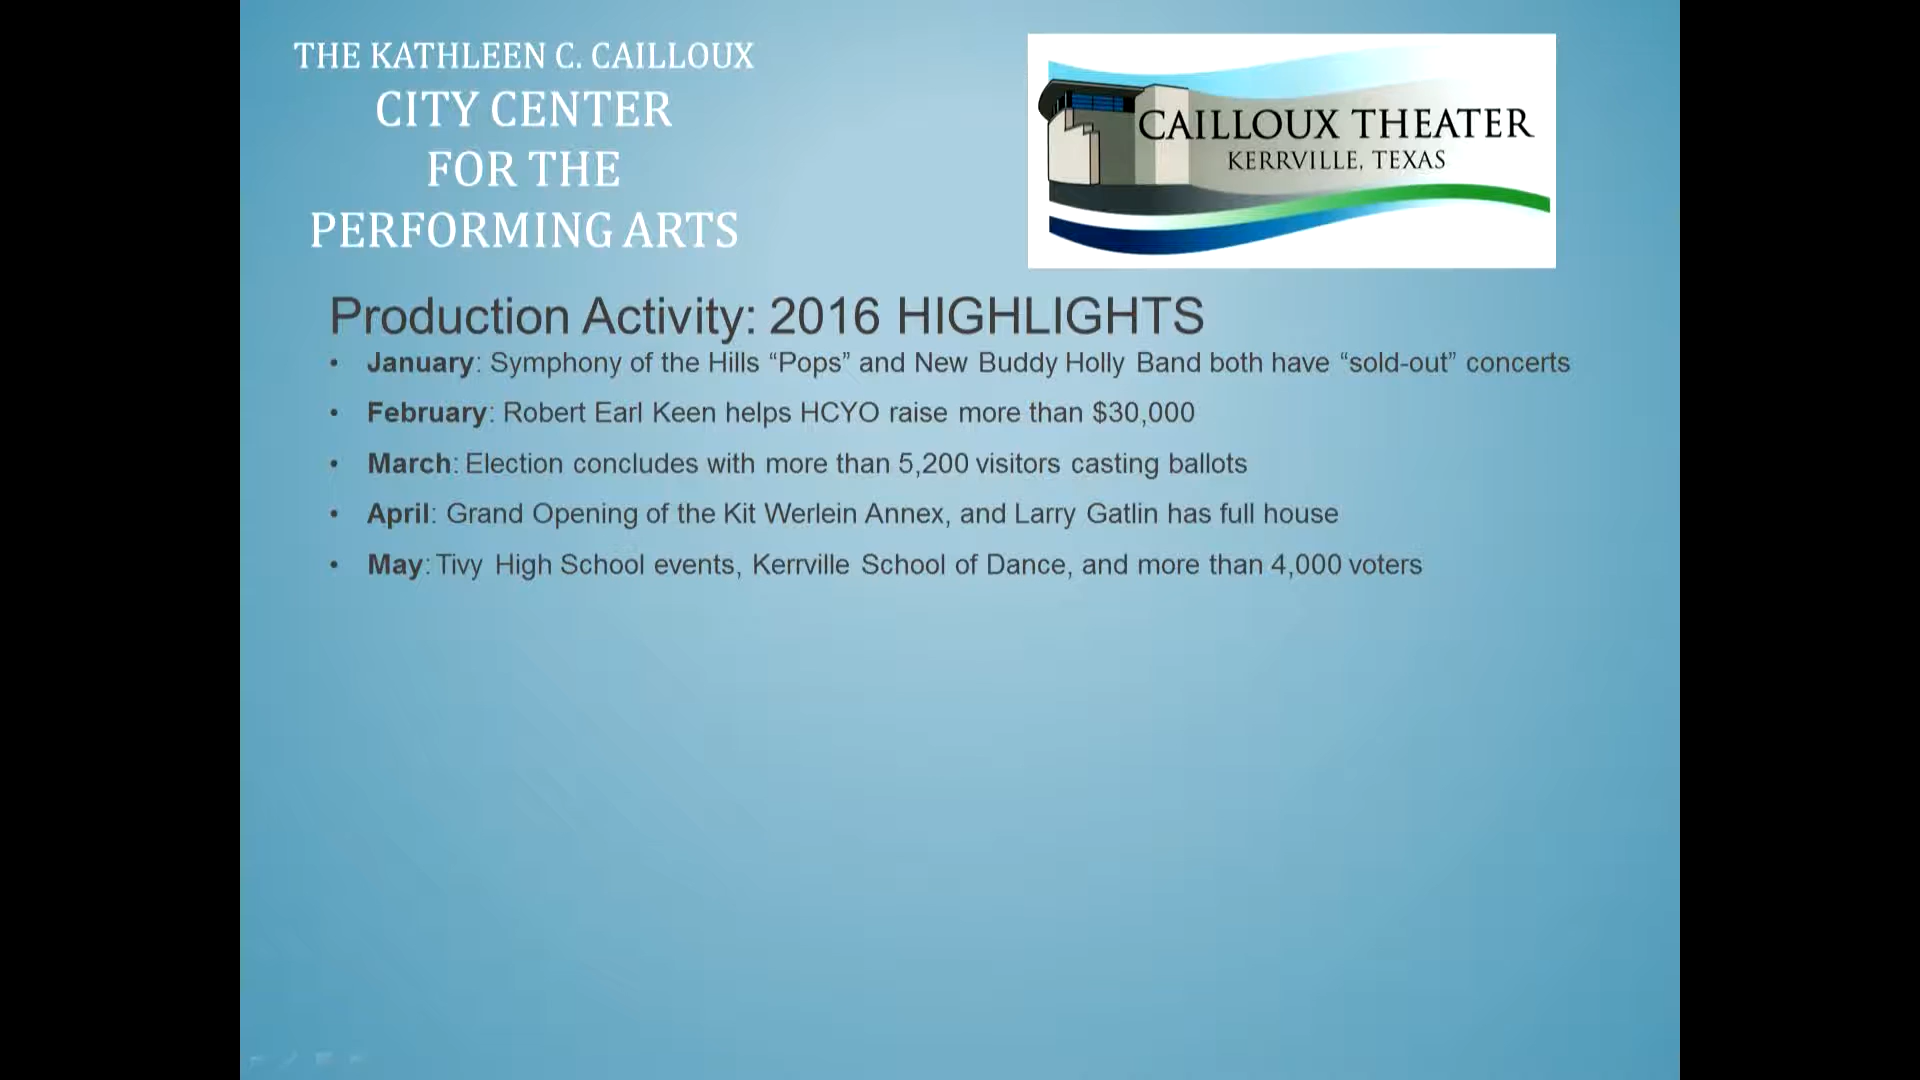 THE KATHLEEN C. CAILLOUX
CITY CENTER
FOR THE
PERFORMING ARTS
CAILLOUX THEATER
KERRVILLE, TEXAS
Production Activity: 2016 HIGHLIGHTS
• January: Symphony of the Hills “Pops” and New Buddy Holly Band both have “sold-out” concerts
• February: Robert Earl Keen helps HCYO raise more than $30,000
• March: Election concludes with more than 5,200 visitors casting ballots
• April: Grand Opening of the Kit Werlein Annex, and Larry Gatlin has full house
• May: Tivy High School events, Kerrville School of Dance, and more than 4,000 voters